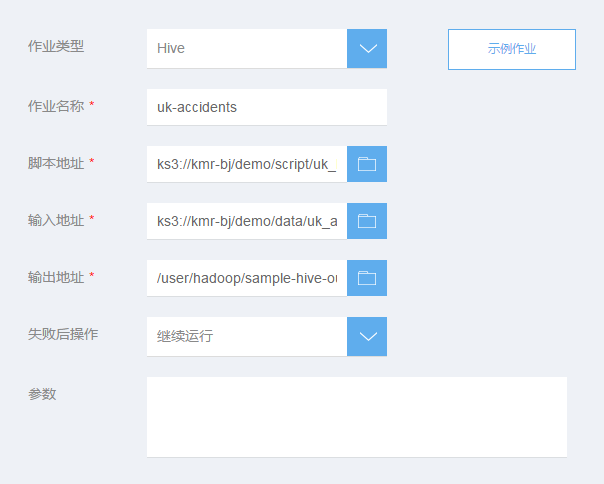 作业类型 Hive 示例作业
作业名称 * uk-accidents
脚本地址 * ks3://kmr-bj/demo/script/uk_
输入地址 * ks3://kmr-bj/demo/data/uk_a
输出地址 * /user/hadoop/sample-hive-ou
失败后操作 继续运行
参数